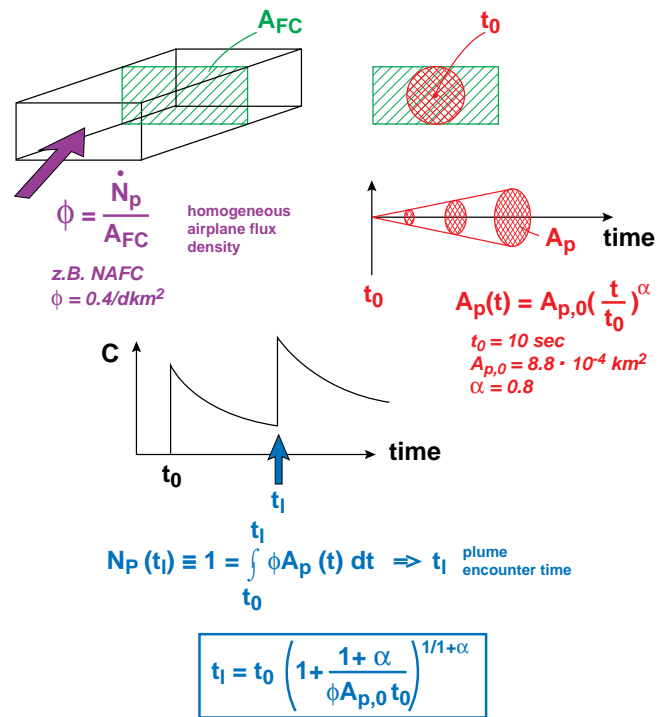 A_FC
t_0
ϕ = Ṅ_p / A_FC
homogeneous
airplane flux
density
z.B. NAFC
ϕ = 0.4/dkm²
time
A_p
t_0
A_p(t) = A_p,0(t/t_0)^α
t_0 = 10 sec
A_p,0 = 8.8 · 10^-4 km²
α = 0.8
C
time
t_0
t_I
N_P (t_I) ≡ 1 = ∫_{t_0}^{t_I} ϕA_p (t) dt => t_I
plume
encounter time
t_I = t_0 (1+ (1+ α)/(ϕA_p,0 t_0))^1/1+α